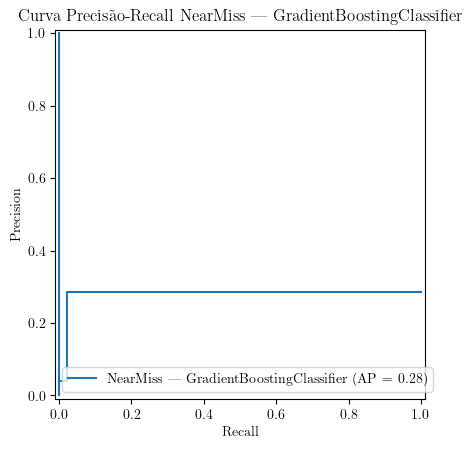 Curva Precisão-Recall NearMiss — GradientBoostingClassifier
1.0
0.8
0.6
0.4
0.2
0.0
Precision
NearMiss — GradientBoostingClassifier (AP = 0.28)
0.0 0.2 0.4 0.6 0.8 1.0
Recall